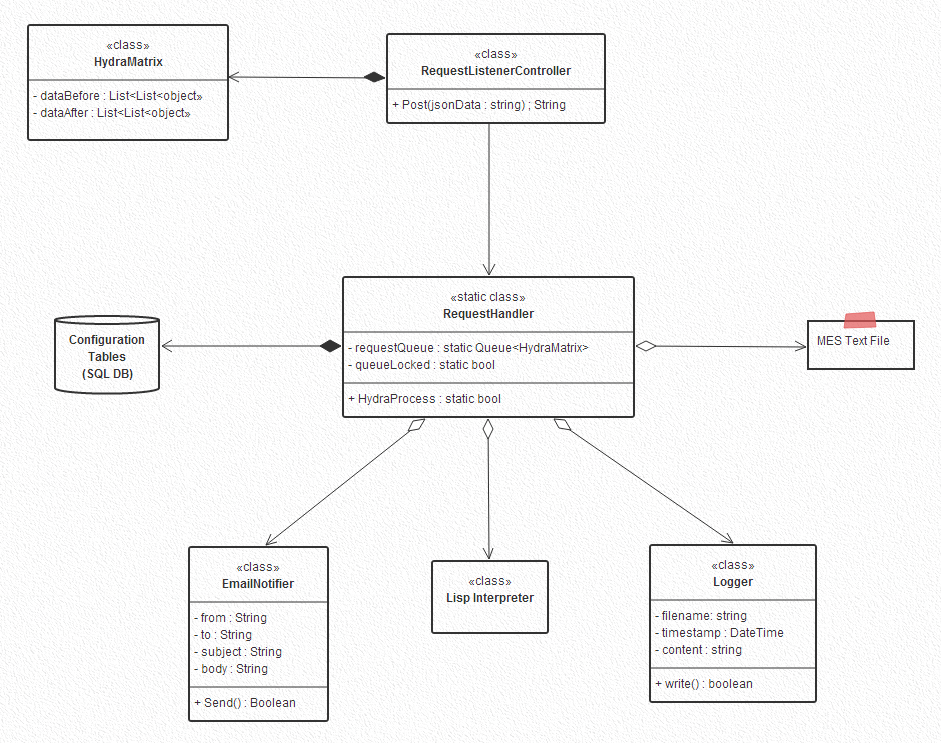 «class»
HydraMatrix
- dataBefore : List<List<object»
- dataAfter : List<List<object»
«class»
RequestListenerController
+ Post(jsonData : string) ; String
«static class»
RequestHandler
- requestQueue : static Queue<HydraMatrix>
- queueLocked : static bool
+ HydraProcess : static bool
Configuration
Tables
(SQL DB)
MES Text File
«class»
EmailNotifier
- from : String
- to : String
- subject : String
- body : String
+ Send() : Boolean
«class»
Lisp Interpreter
«class»
Logger
- filename: string
- timestamp : DateTime
- content : string
+ write() : boolean